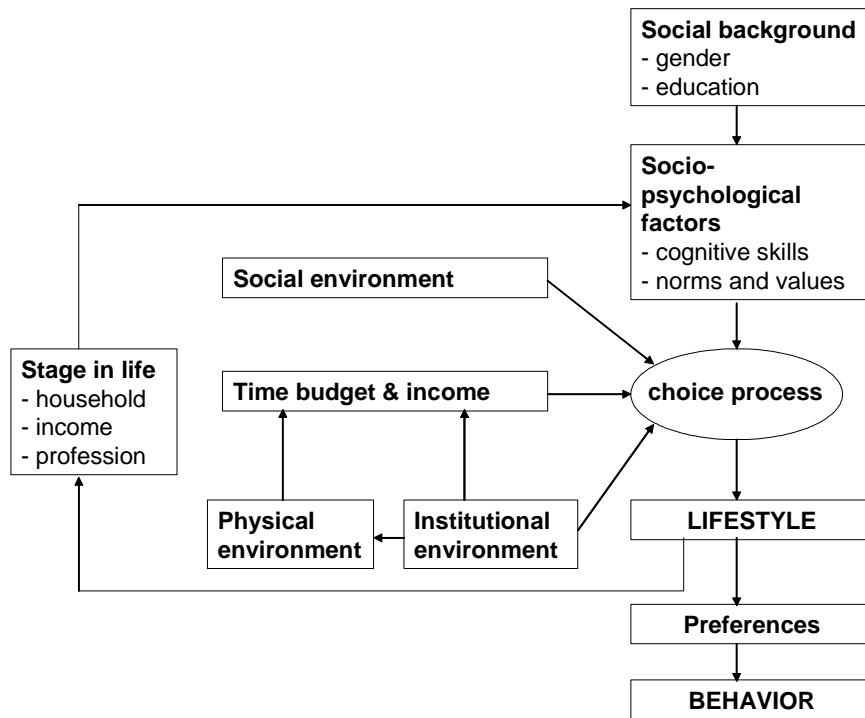 Social background
- gender
- education
Socio-
psychological
factors
- cognitive skills
- norms and values
Social environment
Stage in life
- household
- income
- profession
Time budget & income
choice process
Physical
environment
Institutional
environment
LIFESTYLE
Preferences
BEHAVIOR